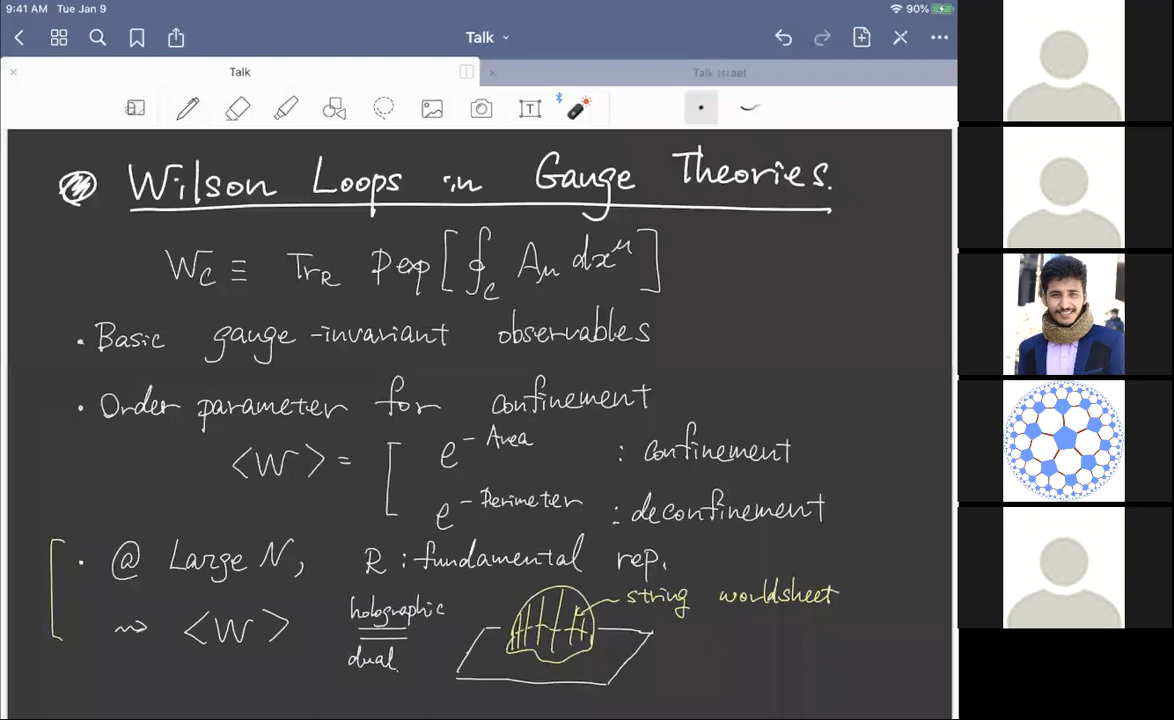 9:41 AM Tue Jan 9
90%
Talk
Talk
Talk Israel
Wilson Loops in Gauge Theories.
W_C ≡ Tr_R Pexp[∮_C A_μ dx^μ]
· Basic gauge-invariant observables
· Order parameter for confinement
<W> = [ e^{-Area} : confinement
e^{-Perimeter} : deconfinement
· @ Large N, R : fundamental rep.
string worldsheet
⇝ <W> holographic
dual.